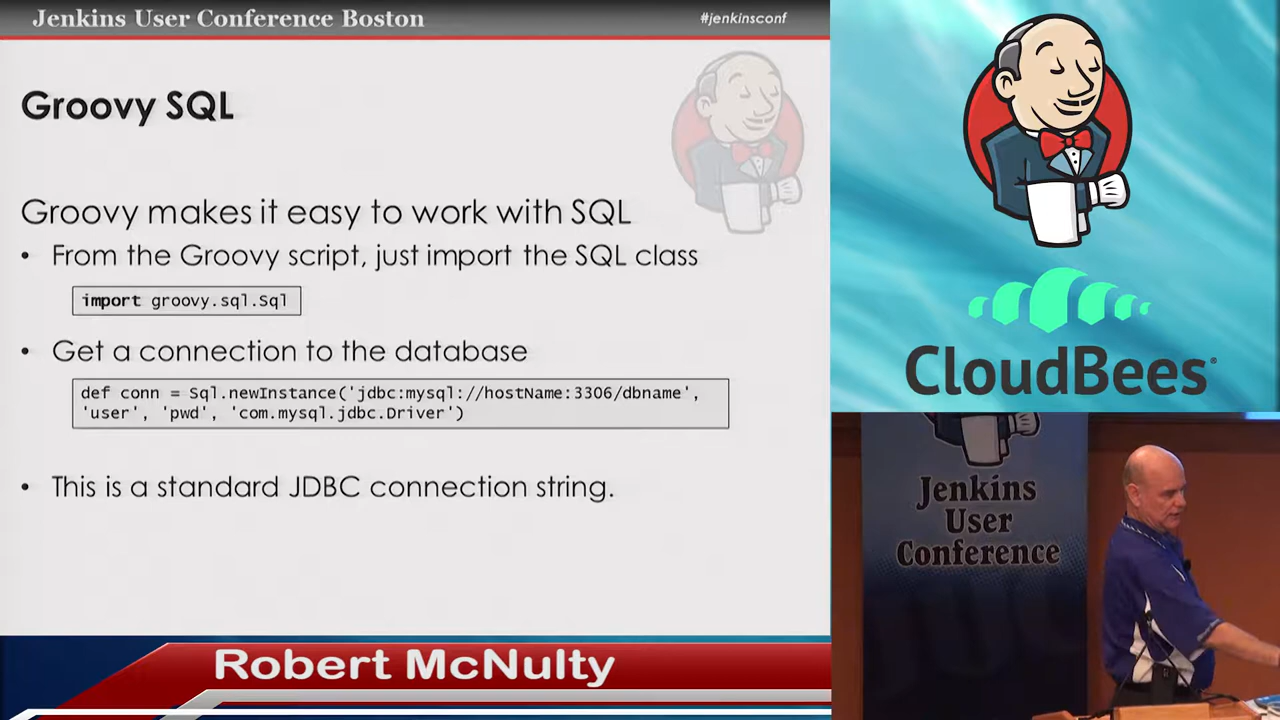 Jenkins User Conference Boston
#jenkinsconf
Groovy SQL
Groovy makes it easy to work with SQL
• From the Groovy script, just import the SQL class
import groovy.sql.Sql
• Get a connection to the database
def conn = Sql.newInstance('jdbc:mysql://hostName:3306/dbname',
'user', 'pwd', 'com.mysql.jdbc.Driver')
• This is a standard JDBC connection string.
Robert McNulty
CloudBees
Jenkins
User
Conference